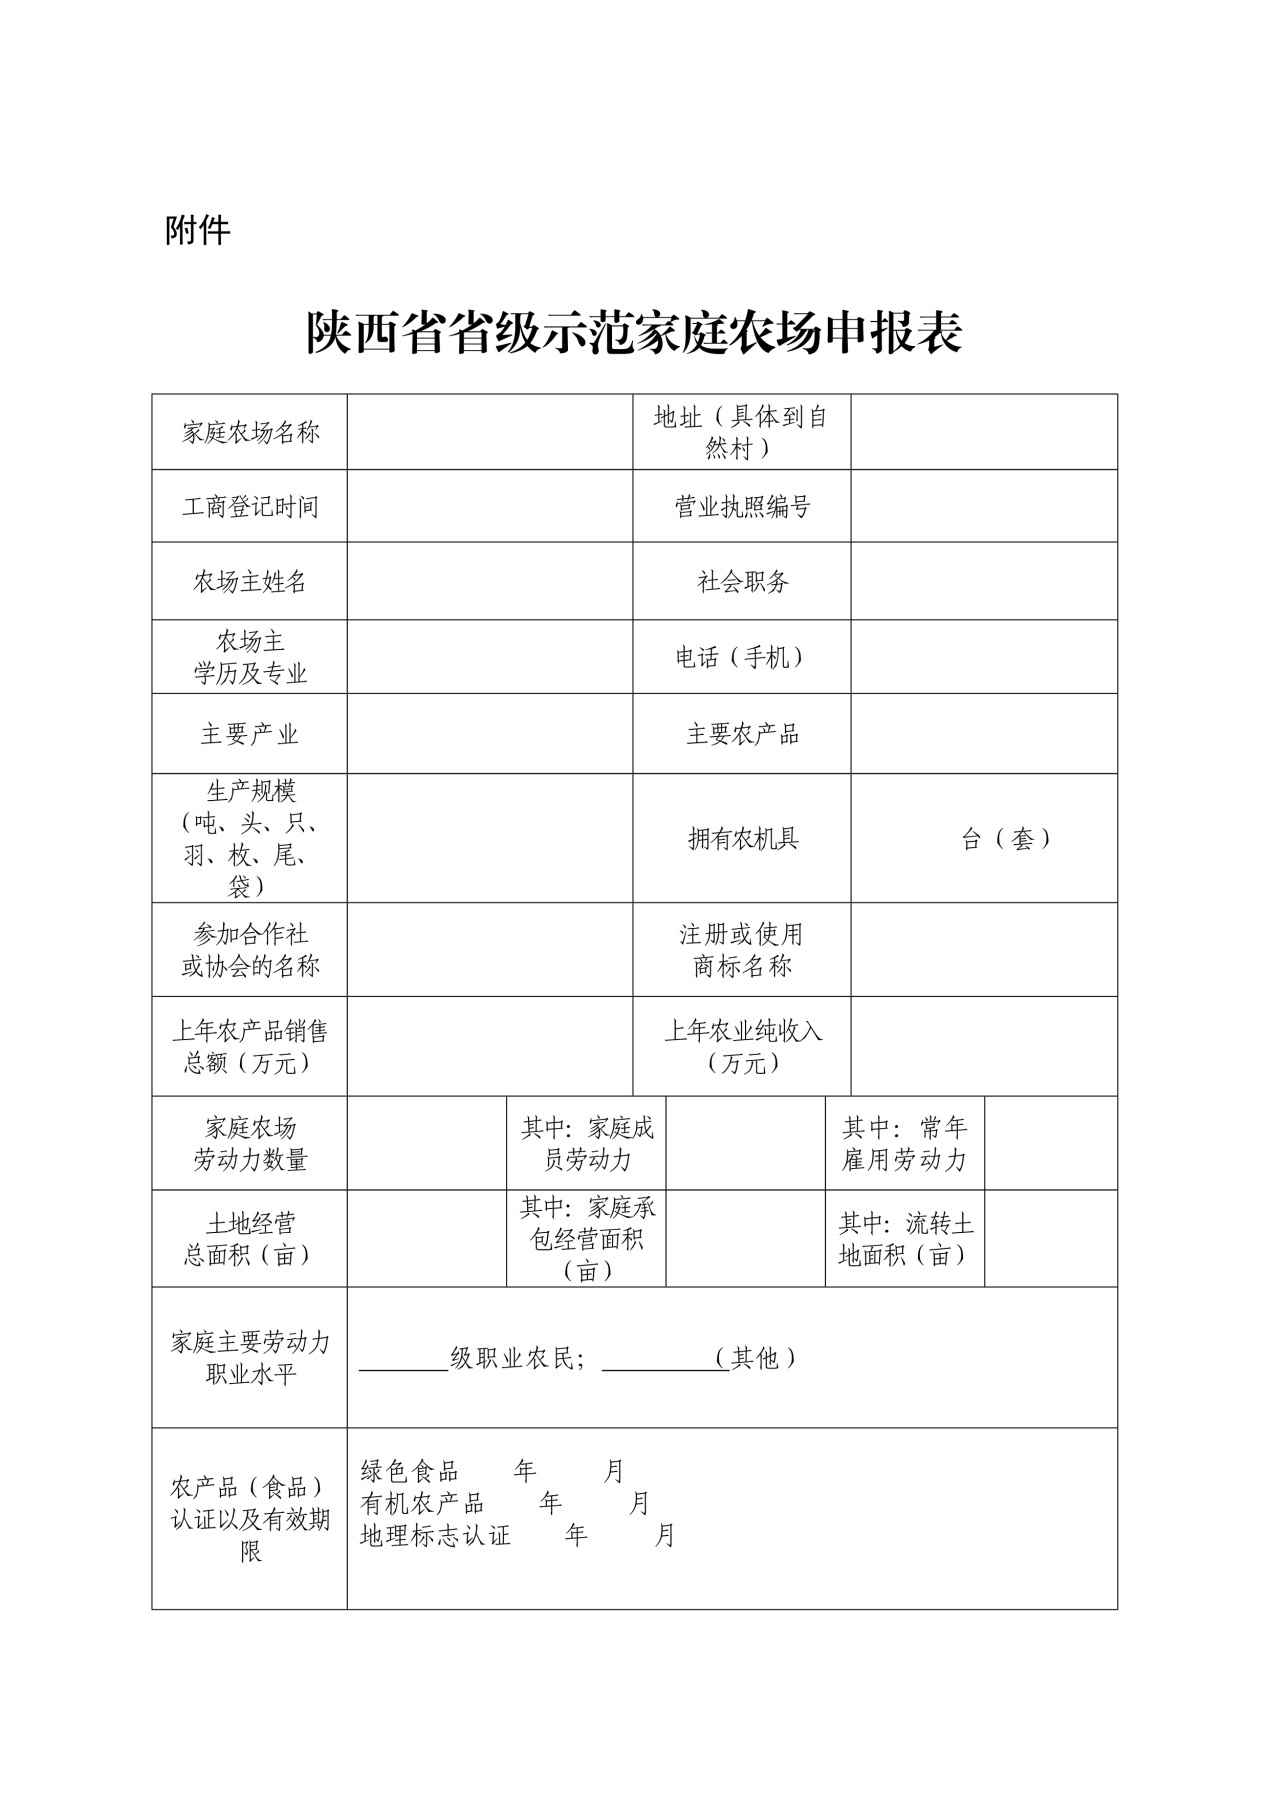 附件
陕西省省级示范家庭农场申报表
家庭农场名称
地址（具体到自
然村）
工商登记时间
营业执照编号
农场主姓名
社会职务
农场主
学历及专业
电话（手机）
主要产业
主要农产品
生产规模
（吨、头、只、
羽、枚、尾、
袋）
拥有农机具
台（套）
参加合作社
或协会的名称
注册或使用
商标名称
上年农产品销售
总额（万元）
上年农业纯收入
（万元）
家庭农场
劳动力数量
其中：家庭成
员劳动力
其中：常年
雇用劳动力
土地经营
总面积（亩）
其中：家庭承
包经营面积
（亩）
其中：流转土
地面积（亩）
家庭主要劳动力
职业水平
_______级职业农民；__________（其他）
农产品（食品）
认证以及有效期
限
绿色食品 年 月
有机农产品 年 月
地理标志认证 年 月